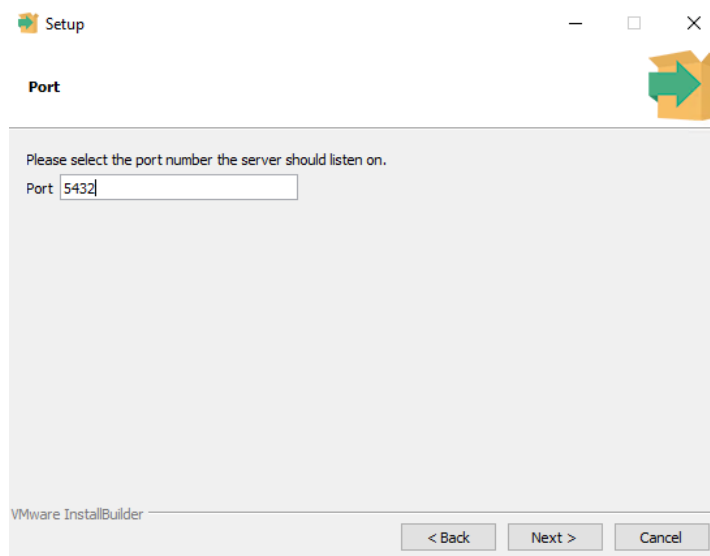 Setup
Port
Please select the port number the server should listen on.
Port 5432
VMware InstallBuilder
< Back Next > Cancel